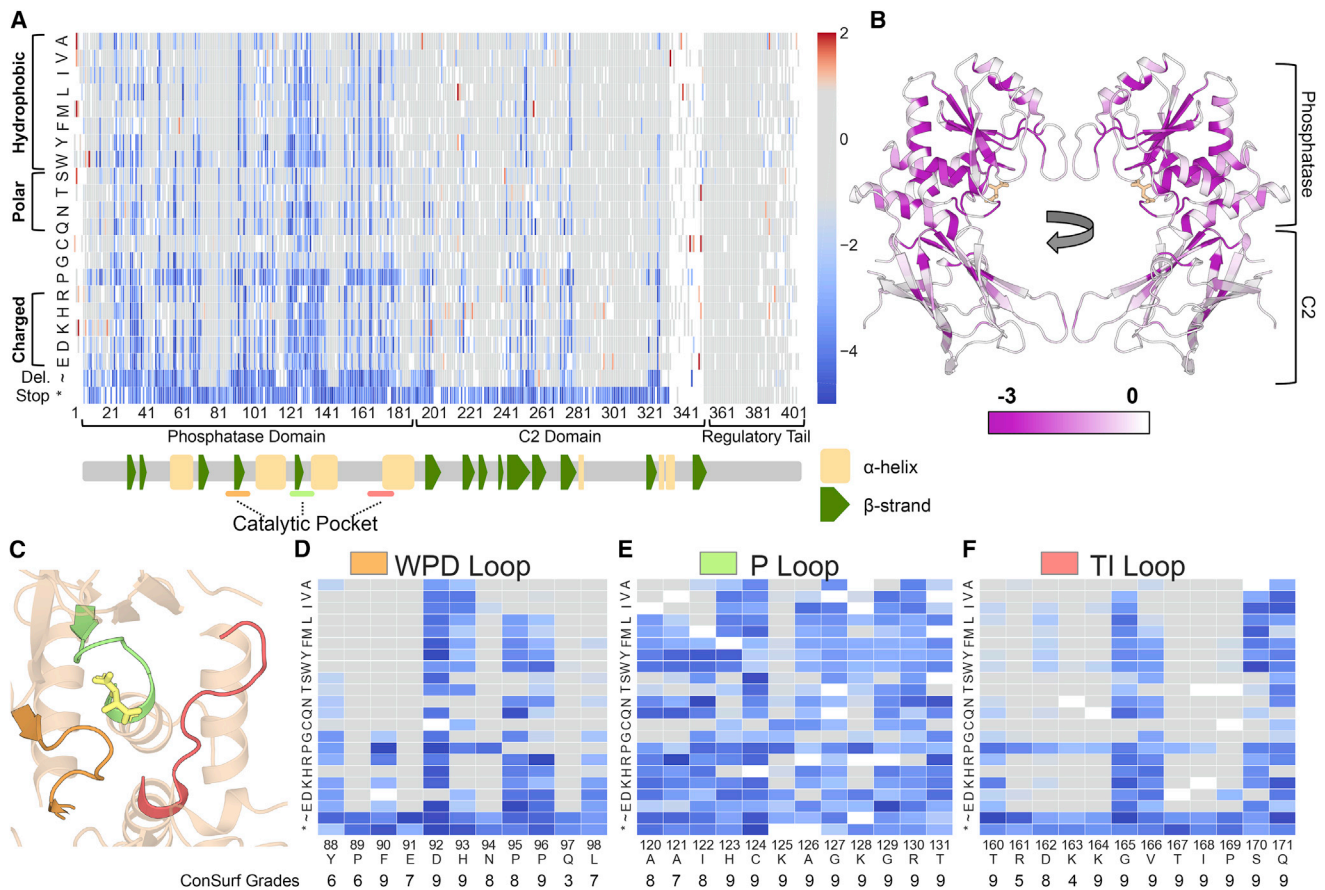 A
B
Hydrophobic
Polar
Charged
A
V
I
L
M
F
Y
W
S
T
N
Q
C
G
P
R
H
K
D
E
Del. ~
Stop *
2
0
−2
−4
1 21 41 61 81 101 121 141 161 181 201 221 241 261 281 301 321 341 361 381 401
Phosphatase Domain C2 Domain Regulatory Tail
Catalytic Pocket
α-helix
β-strand
Phosphatase
C2
-3 0
C
D WPD Loop
E P Loop
F TI Loop
* ~ E D K H R P G C Q N T S W Y F M L I V A
* ~ E D K H R P G C Q N T S W Y F M L I V A
* ~ E D K H R P G C Q N T S W Y F M L I V A
88 89 90 91 92 93 94 95 96 97 98
Y P F E D H N P P Q L
120 121 122 123 124 125 126 127 128 129 130 131
A A I H C K A G K G R T
160 161 162 163 164 165 166 167 168 169 170 171
T R D K K G V T I P S Q
ConSurf Grades 6 6 9 7 9 9 8 8 9 3 7
8 7 9 9 9 9 9 9 9 9 9 9
9 5 8 4 9 9 9 9 9 9 9 9